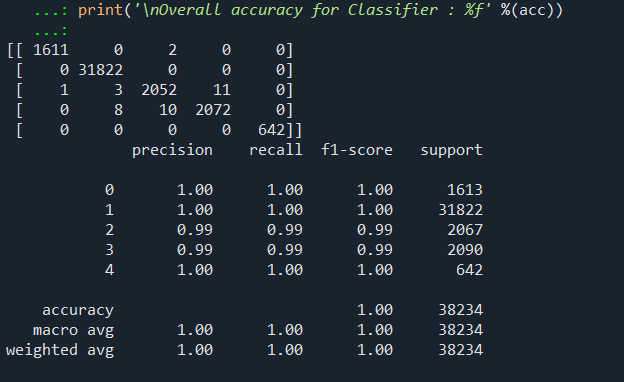 ...: print('\nOverall accuracy for Classifier : %f' %(acc))
...:
[[ 1611 0 2 0 0]
[ 0 31822 0 0 0]
[ 1 3 2052 11 0]
[ 0 8 10 2072 0]
[ 0 0 0 0 642]]
precision recall f1-score support
0 1.00 1.00 1.00 1613
1 1.00 1.00 1.00 31822
2 0.99 0.99 0.99 2067
3 0.99 0.99 0.99 2090
4 1.00 1.00 1.00 642
accuracy 1.00 38234
macro avg 1.00 1.00 1.00 38234
weighted avg 1.00 1.00 1.00 38234